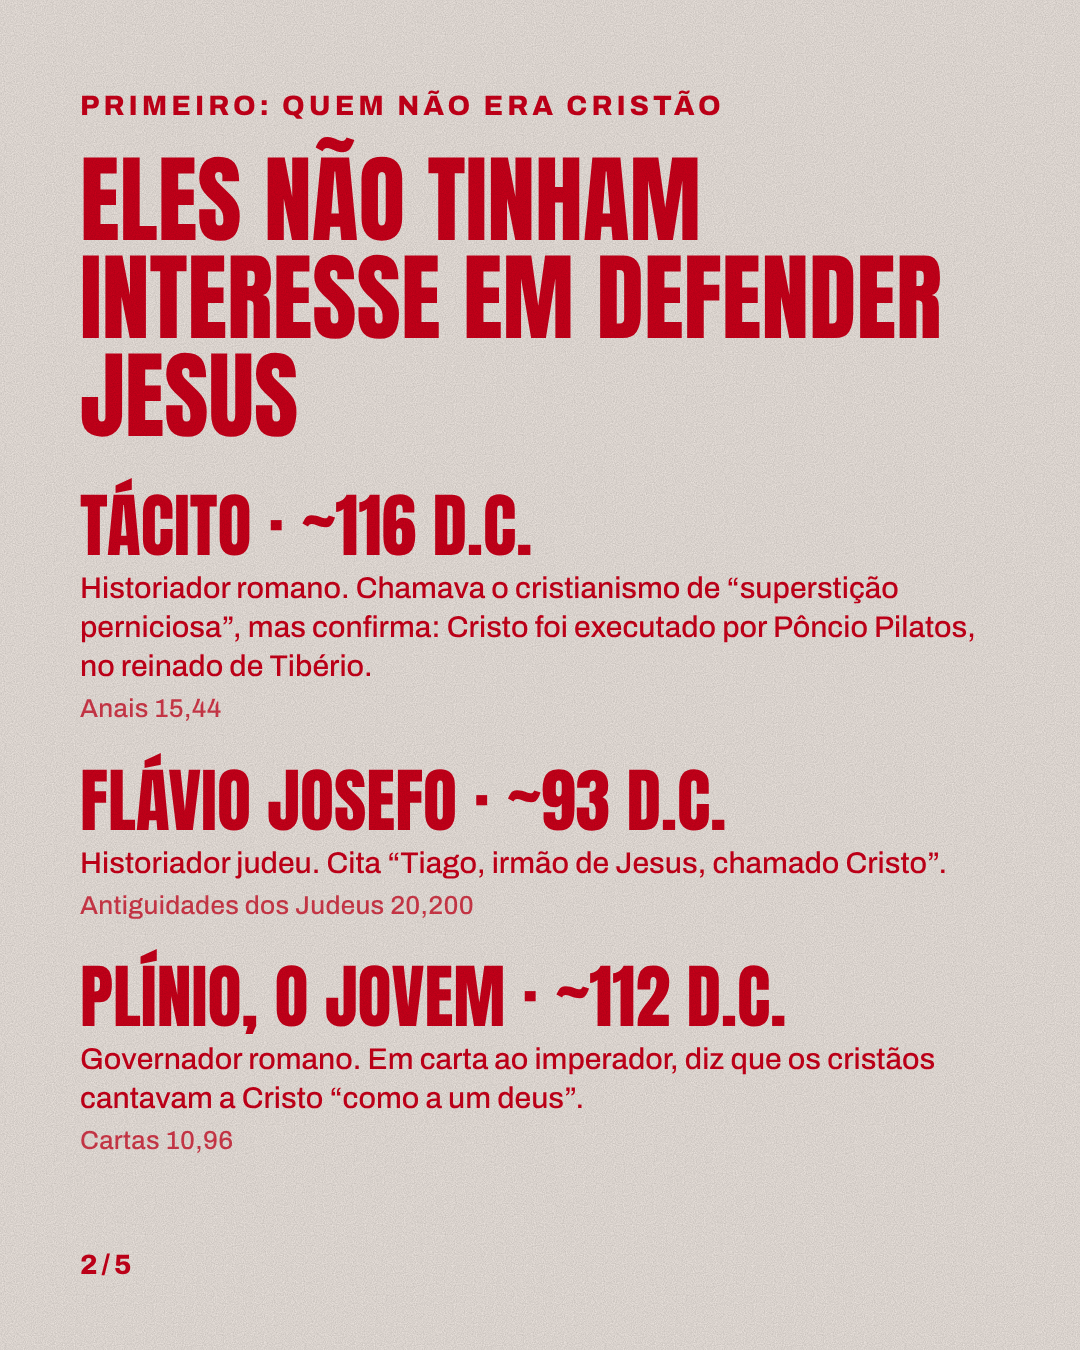 PRIMEIRO: QUEM NÃO ERA CRISTÃO
ELES NÃO TINHAM
INTERESSE EM DEFENDER
JESUS
TÁCITO · ~116 D.C.
Historiador romano. Chamava o cristianismo de “superstição
perniciosa”, mas confirma: Cristo foi executado por Pôncio Pilatos,
no reinado de Tibério.
Anais 15,44
FLÁVIO JOSEFO · ~93 D.C.
Historiador judeu. Cita “Tiago, irmão de Jesus, chamado Cristo”.
Antiguidades dos Judeus 20,200
PLÍNIO, O JOVEM · ~112 D.C.
Governador romano. Em carta ao imperador, diz que os cristãos
cantavam a Cristo “como a um deus”.
Cartas 10,96
2/5